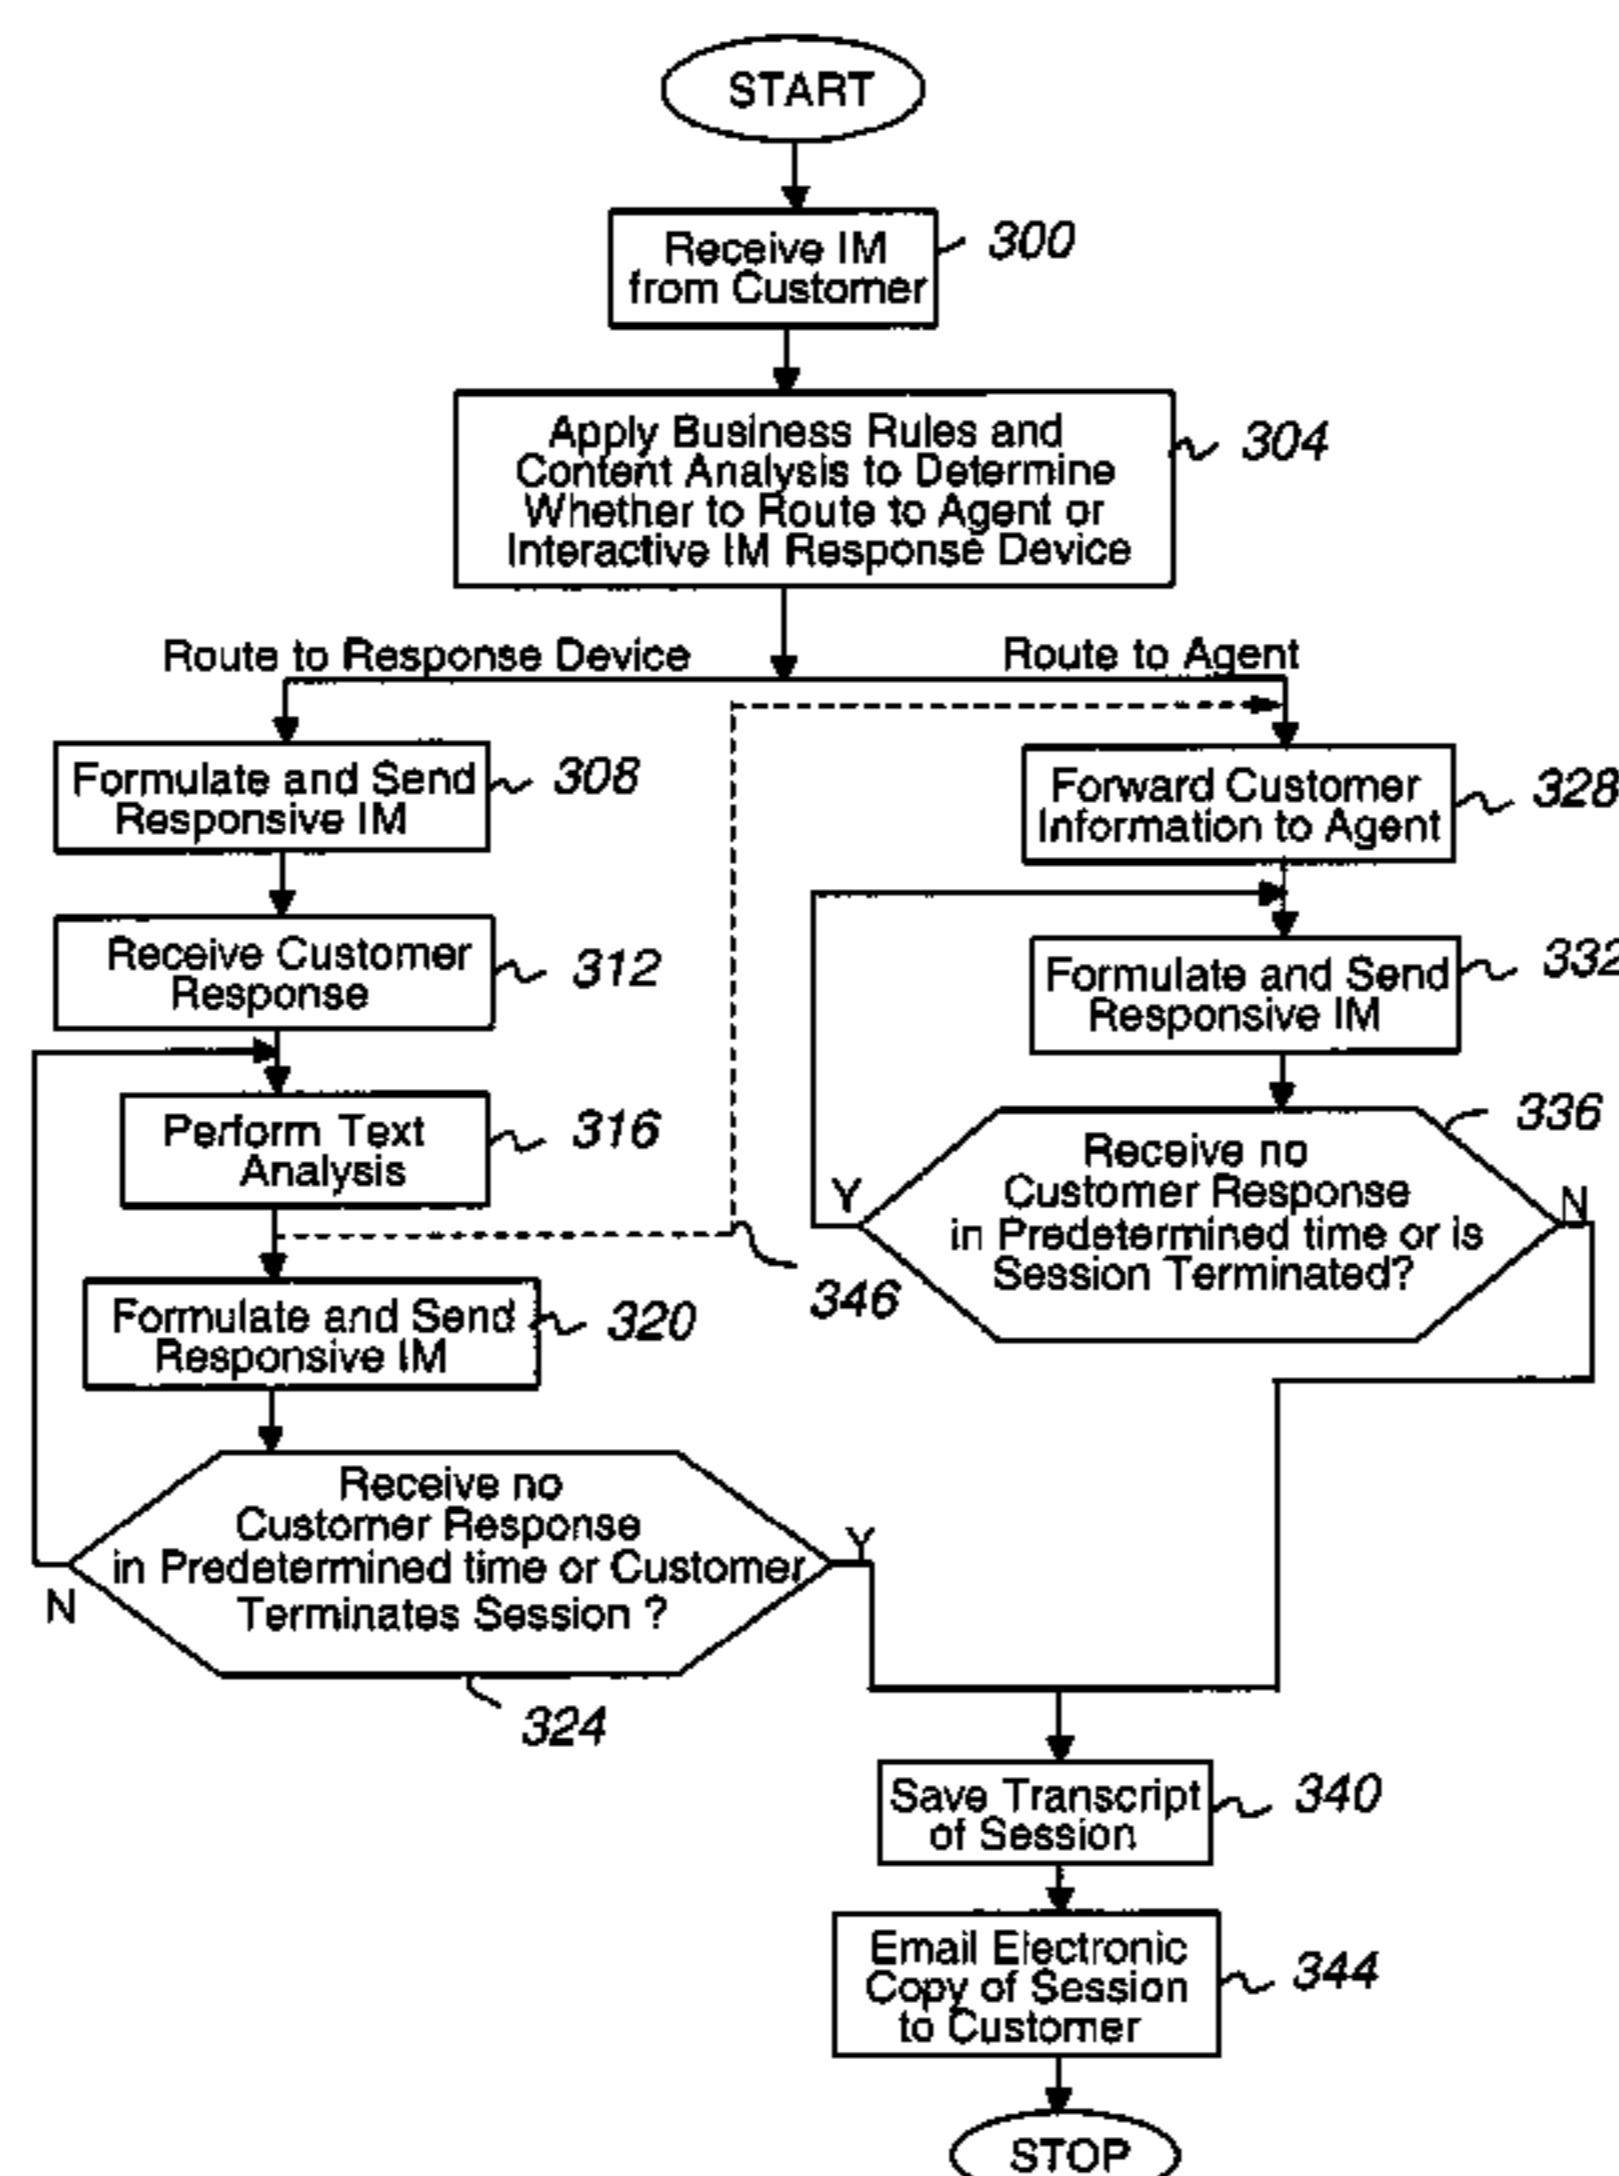 START
Receive IM
from Customer
300
Apply Business Rules and
Content Analysis to Determine
Whether to Route to Agent or
Interactive IM Response Device
304
Route to Response Device
Route to Agent
Formulate and Send
Responsive IM
308
Forward Customer
Information to Agent
328
Receive Customer
Response
312
Formulate and Send
Responsive IM
332
Perform Text
Analysis
316
Receive no
Customer Response
in Predetermined time or is
Session Terminated?
336
Y
N
346
Formulate and Send
Responsive IM
320
Receive no
Customer Response
in Predetermined time or Customer
Terminates Session ?
Y
N
324
Save Transcript
of Session
340
Email Electronic
Copy of Session
to Customer
344
STOP